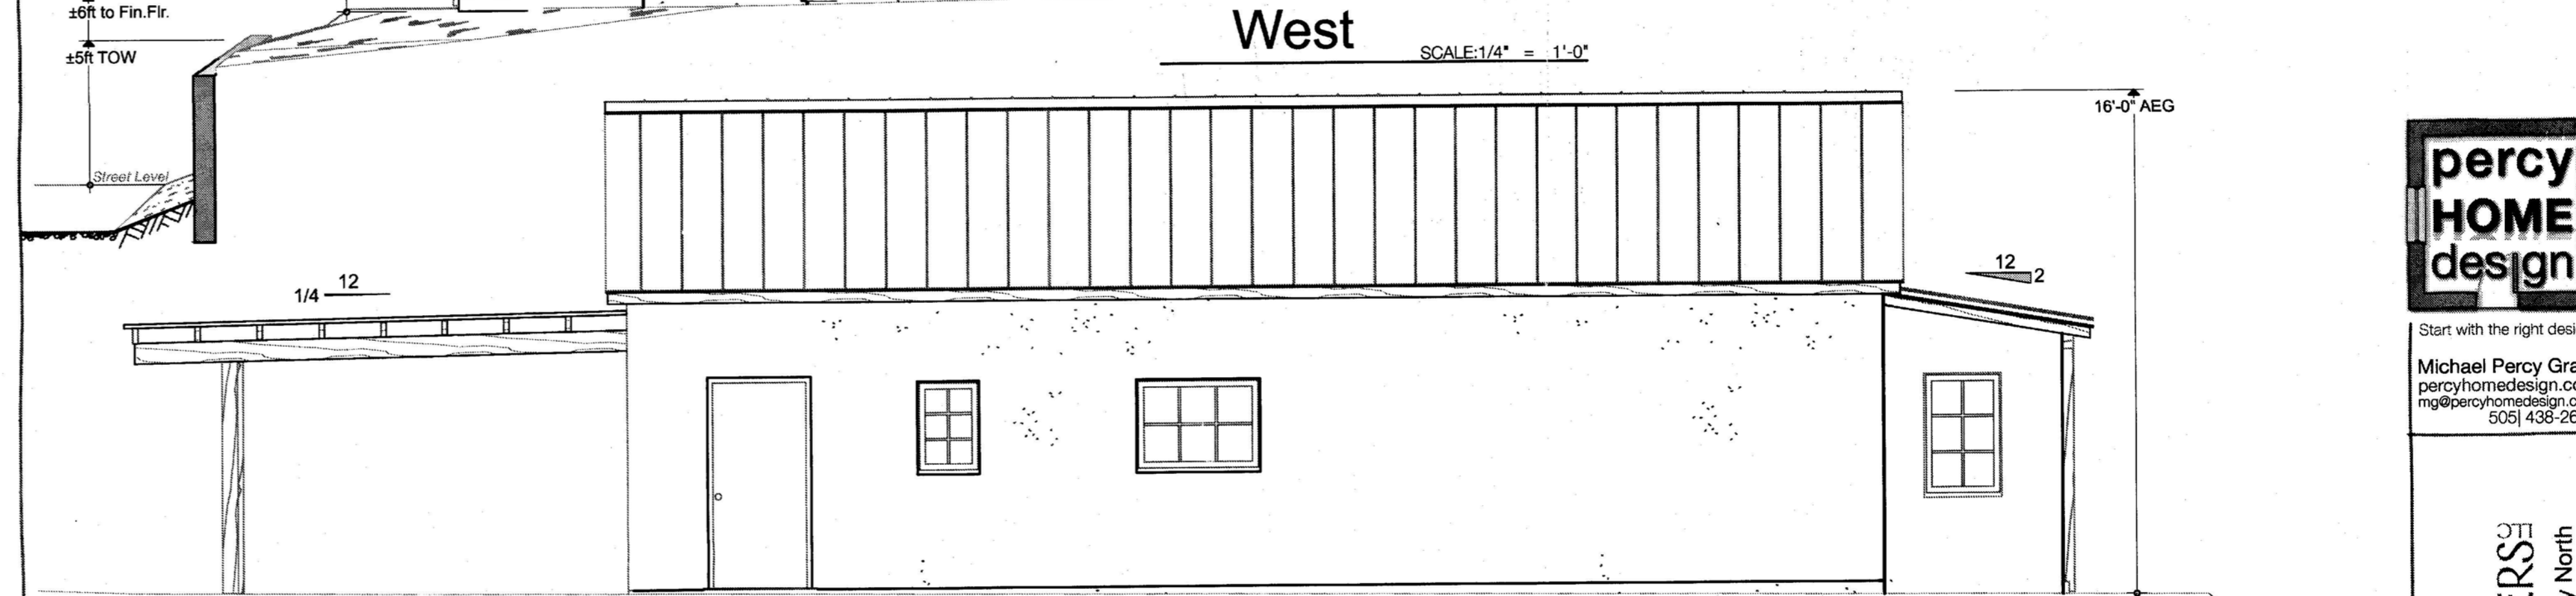 ±6ft to Fin.Flr.
±5ft TOW
Street Level
West
SCALE:1/4" = 1'-0"
16'-0" AEG
12
1/4
12
2
percy
HOME
design
Start with the right desi
Michael Percy Gra
percyhomedesign.co
mg@percyhomedesign.c
505| 438-26
North